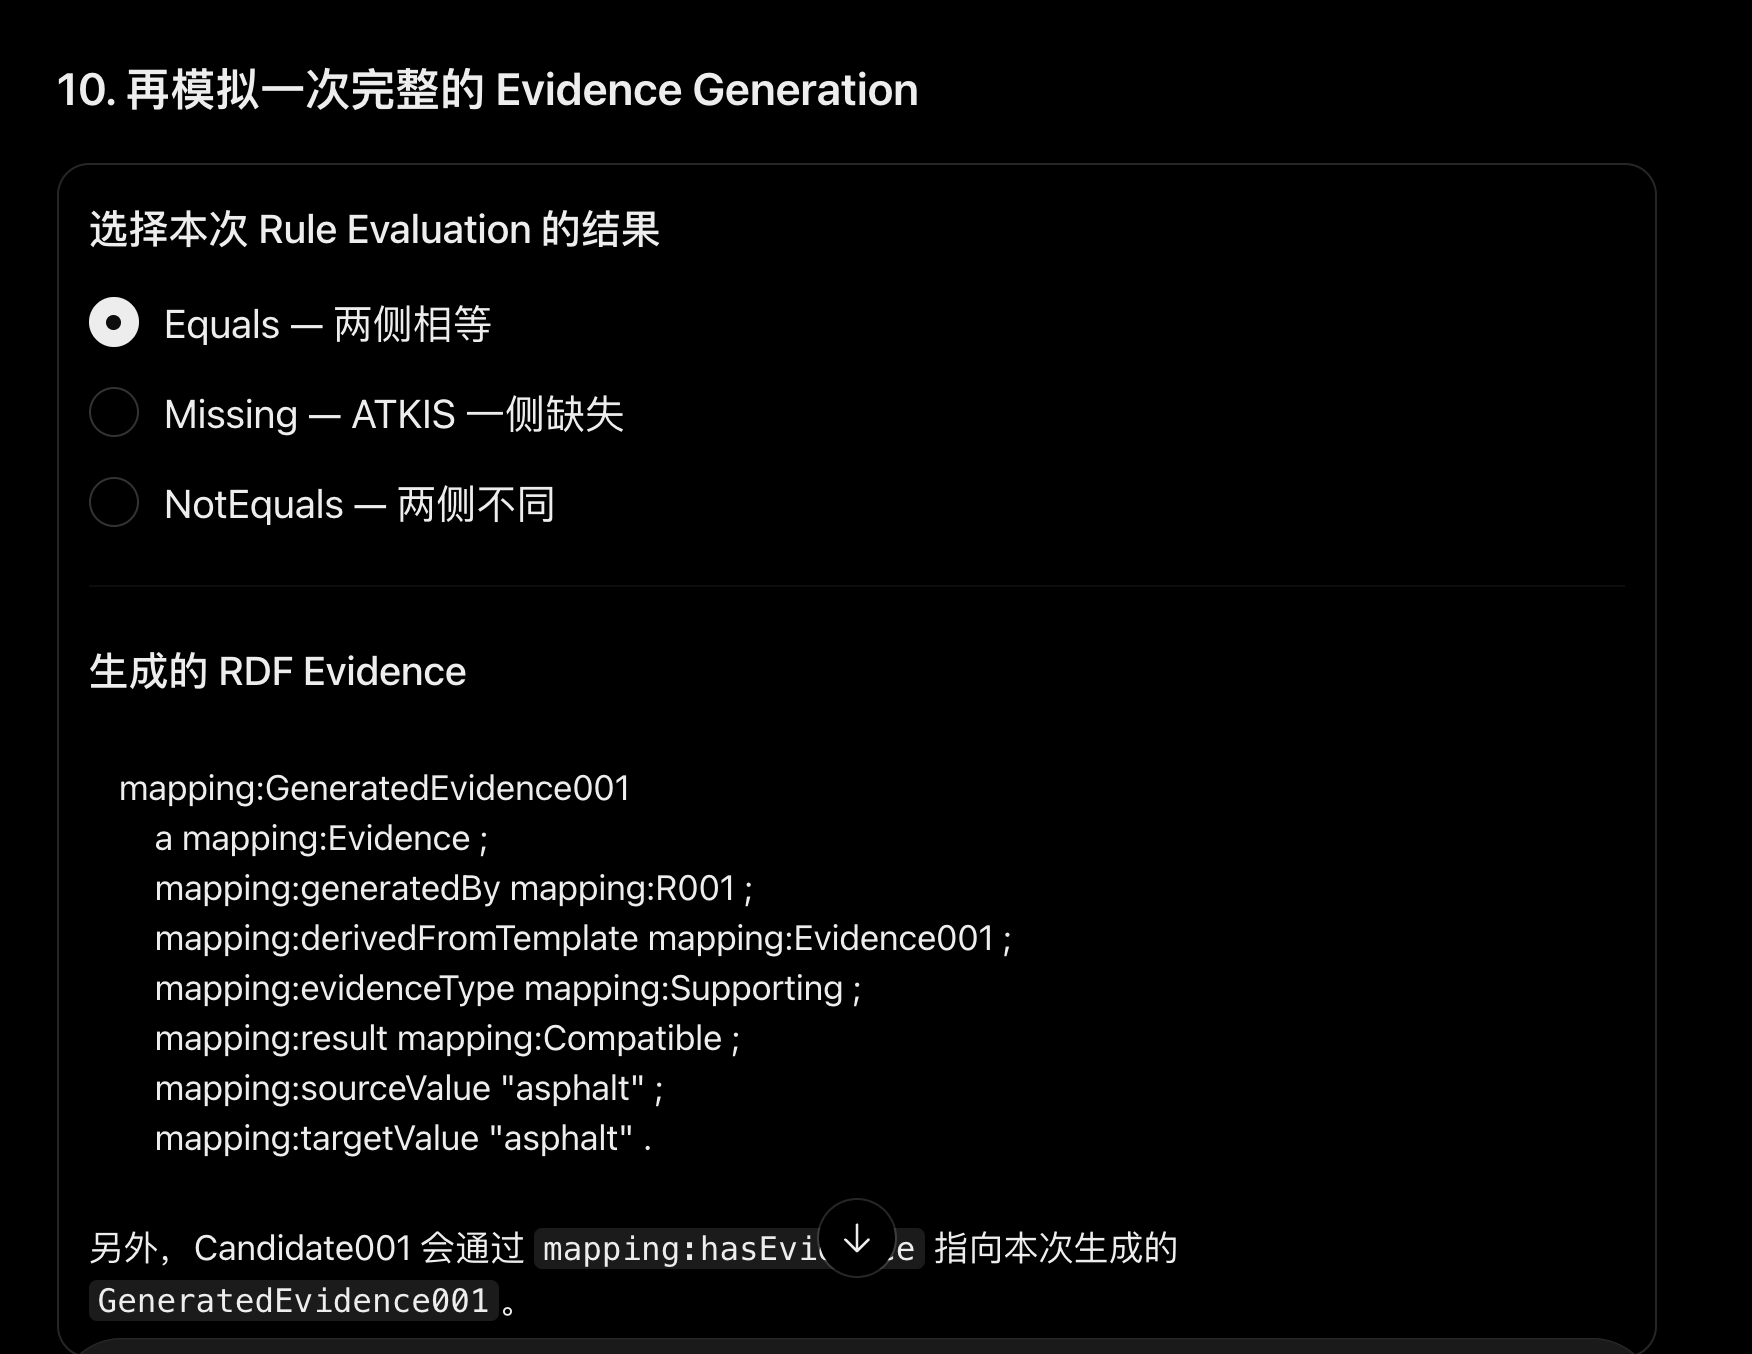 10. 再模拟一次完整的 Evidence Generation
选择本次 Rule Evaluation 的结果
Equals — 两侧相等
Missing — ATKIS 一侧缺失
NotEquals — 两侧不同
生成的 RDF Evidence
mapping:GeneratedEvidence001
a mapping:Evidence ;
mapping:generatedBy mapping:R001 ;
mapping:derivedFromTemplate mapping:Evidence001 ;
mapping:evidenceType mapping:Supporting ;
mapping:result mapping:Compatible ;
mapping:sourceValue "asphalt" ;
mapping:targetValue "asphalt" .
另外，Candidate001 会通过 指向本次生成的
GeneratedEvidence001 。